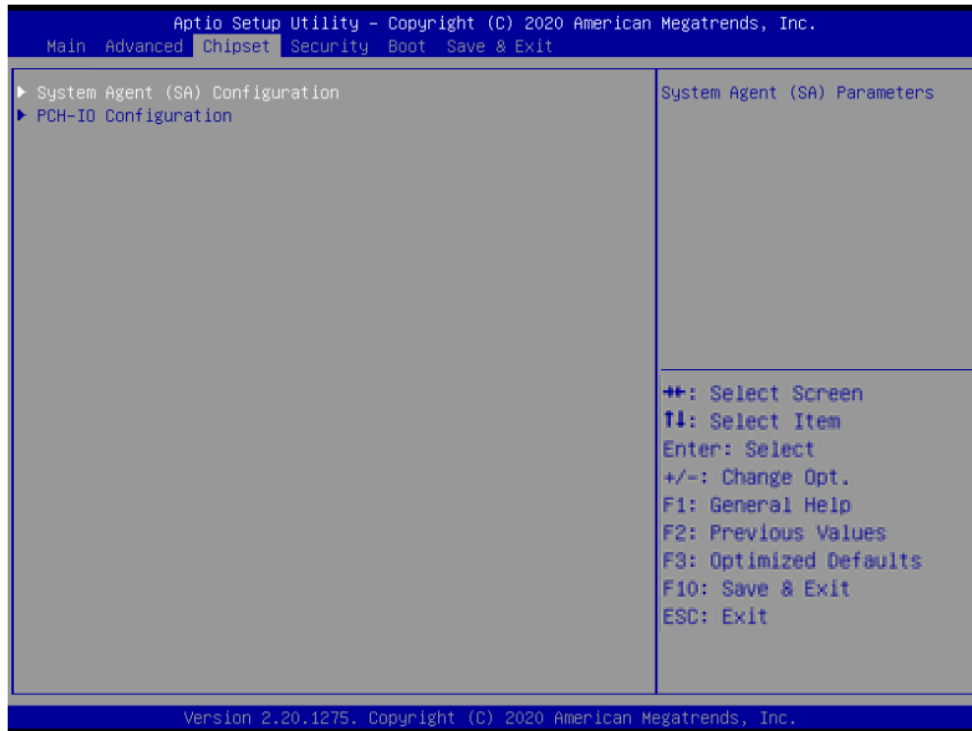 Aptio Setup Utility – Copyright (C) 2020 American Megatrends, Inc.
Main Advanced Chipset Security Boot Save & Exit
▶ System Agent (SA) Configuration
▶ PCH-IO Configuration
System Agent (SA) Parameters
→←: Select Screen
↑↓: Select Item
Enter: Select
+/-: Change Opt.
F1: General Help
F2: Previous Values
F3: Optimized Defaults
F10: Save & Exit
ESC: Exit
Version 2.20.1275. Copyright (C) 2020 American Megatrends, Inc.